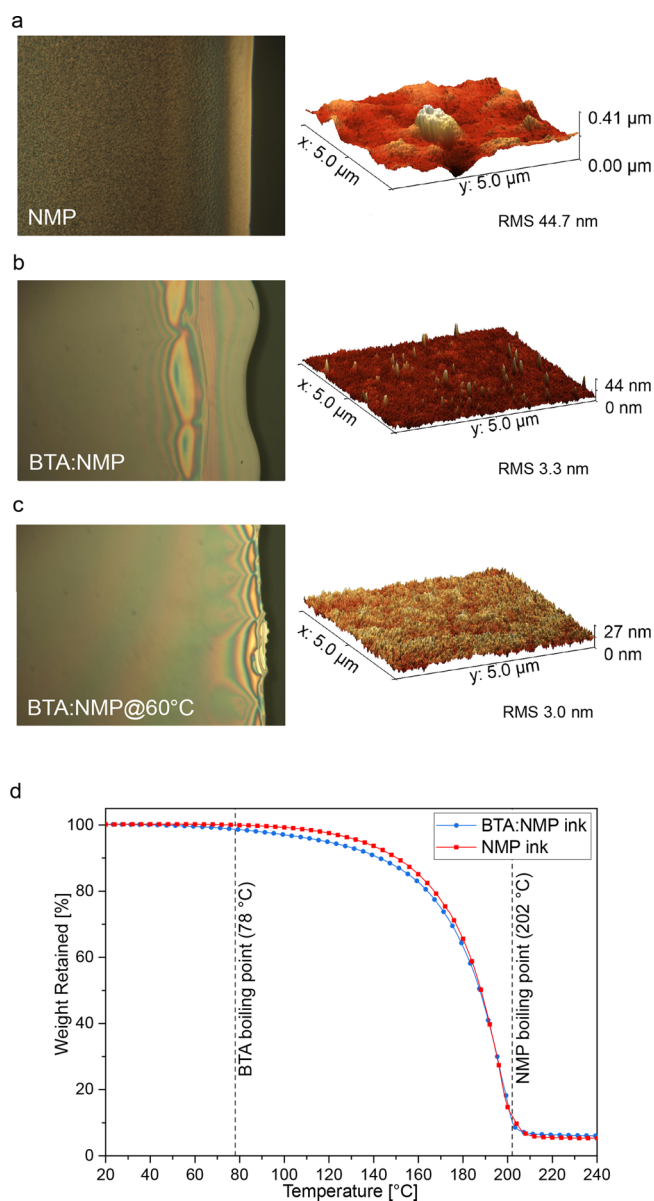 a
NMP
x: 5.0 µm
y: 5.0 µm
0.41 µm
0.00 µm
RMS 44.7 nm
b
BTA:NMP
x: 5.0 µm
y: 5.0 µm
44 nm
0 nm
RMS 3.3 nm
c
BTA:NMP@60°C
x: 5.0 µm
y: 5.0 µm
27 nm
0 nm
RMS 3.0 nm
d
Weight Retained [%]
100
80
60
40
20
0
BTA:NMP ink
NMP ink
BTA boiling point (78 °C)
NMP boiling point (202 °C)
20 40 60 80 100 120 140 160 180 200 220 240
Temperature [°C]